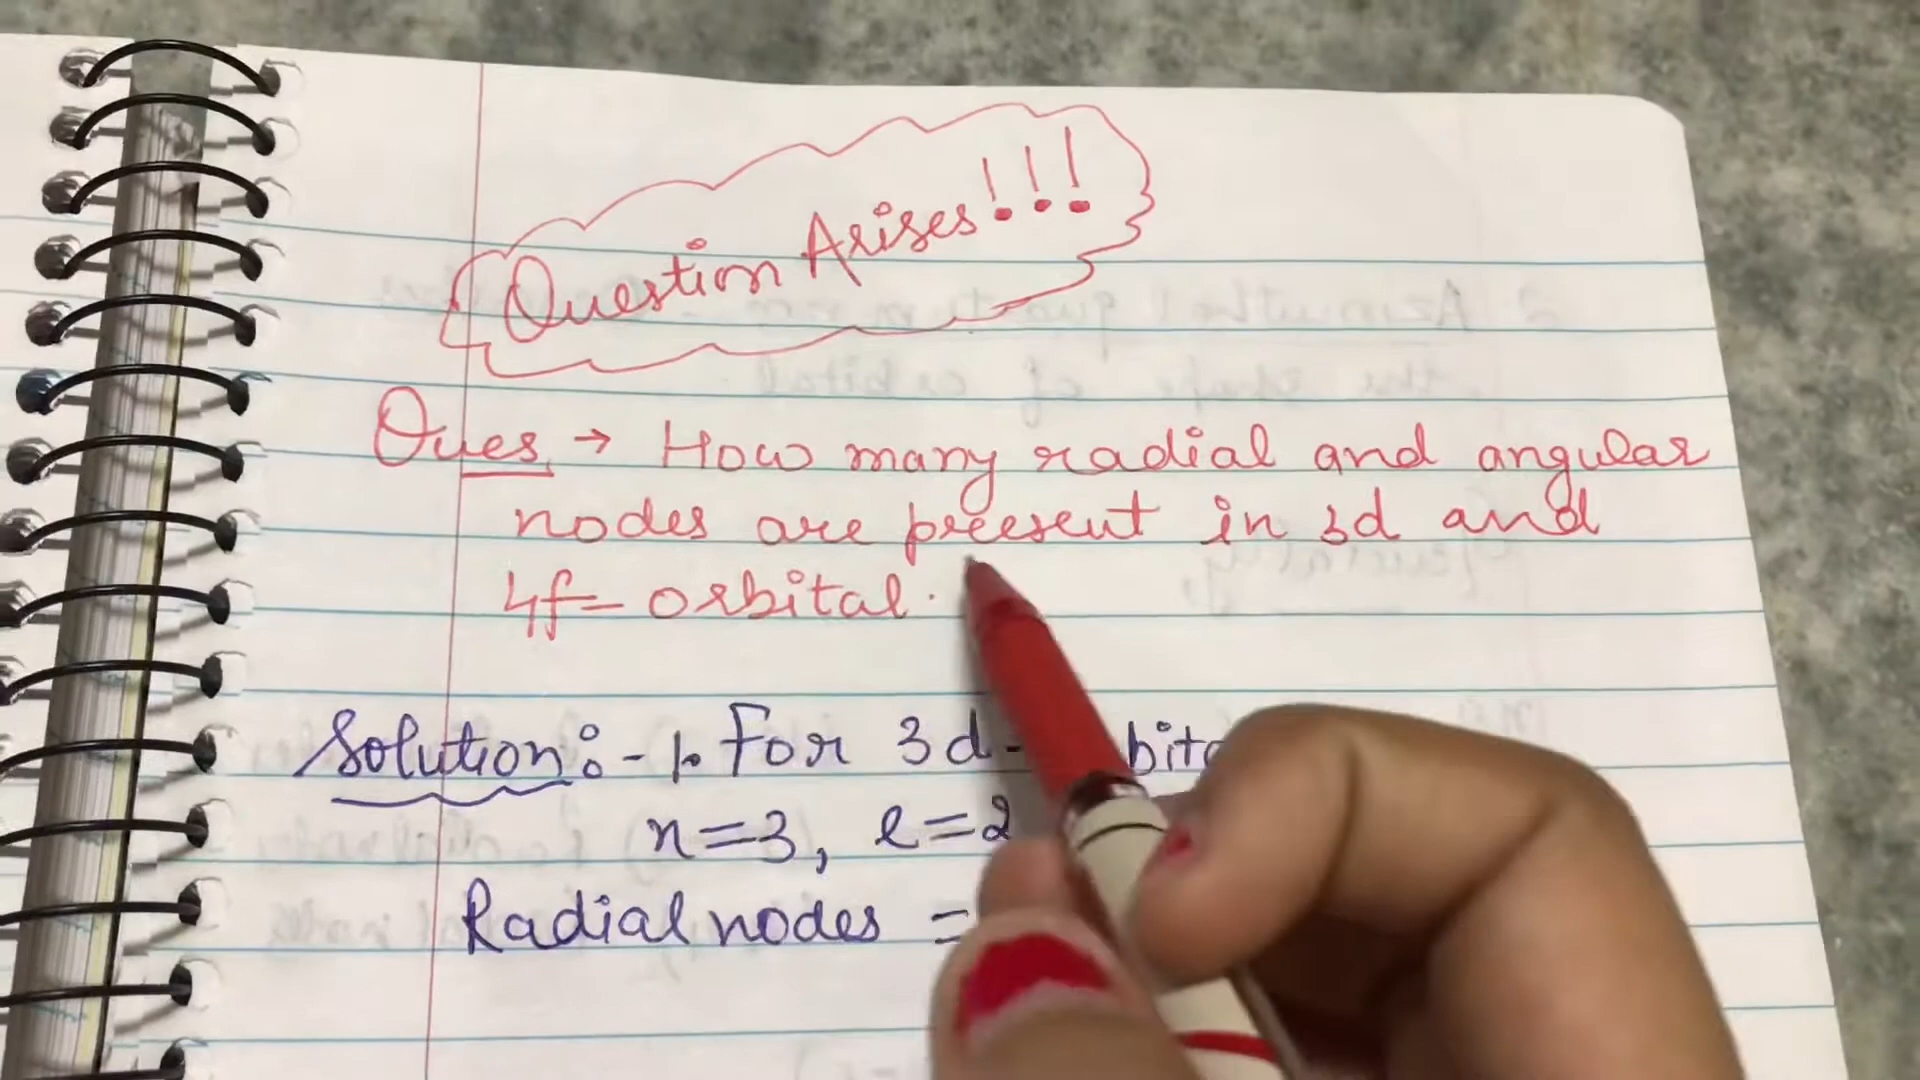 Question Arises!!!
Ques → How many radial and angular
nodes are present in 3d and
4f- orbital.
Solution:- 1. For 3d- bita
n=3, l=2
Radial nodes =